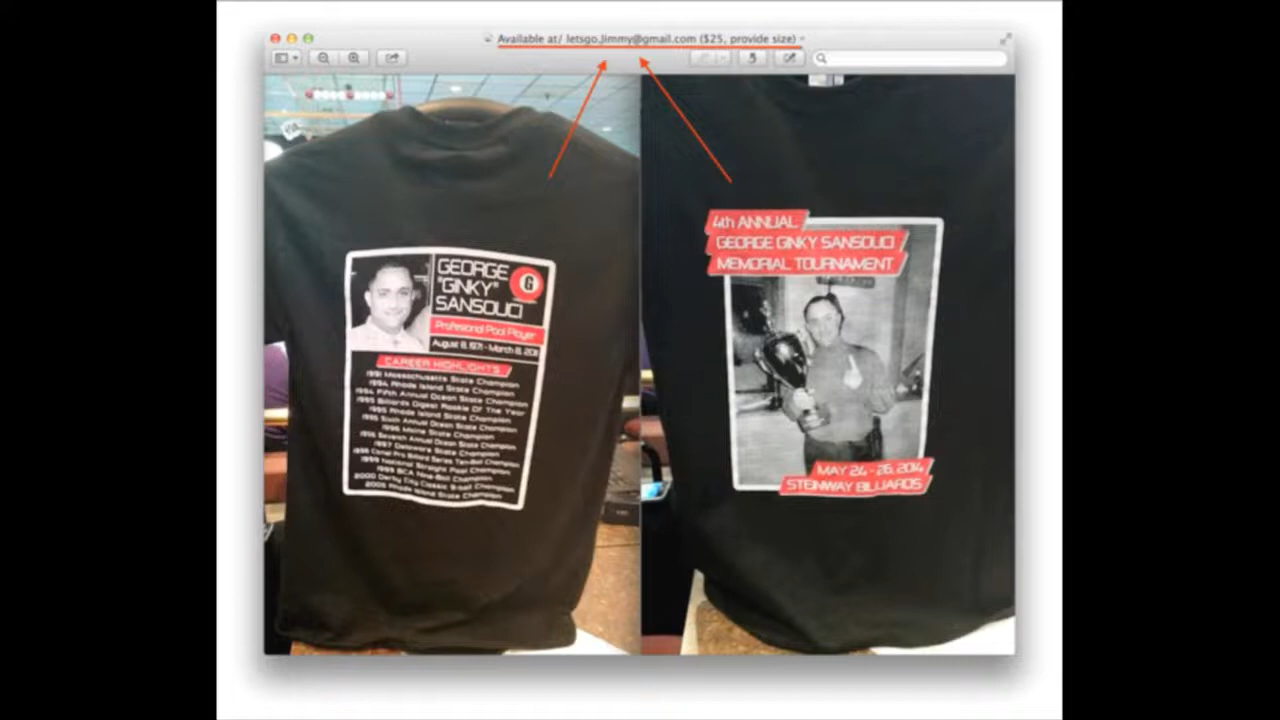 Available at/ letsgo.Jimmy@gmail.com ($25, provide size)
GEORGE
"GINKY"
SANSOUCI
G
Profesional Pool Player
August 8, 1971 - March 8, 2011
CAREER HIGHLIGHTS
1991 Massachusetts State Champion
1994 Rhode Island State Champion
1994 Fifth Annual Ocean State Champion
1995 Billiards Digest Rookie Of The Year
1995 Rhode Island State Champion
1995 Sixth Annual Ocean State Champion
1996 Maine State Champion
1996 Seventh Annual Ocean State Champion
1997 Delaware State Champion
1998 Camel Pro Billiard Series Ten-Ball Champion
1999 National Straight Pool Champion
1999 BCA Nine-Ball Champion
2000 Derby City Classic 9-ball Champion
Rhode Island State Champion
4th ANNUAL
GEORGE GINKY SANSOUCI
MEMORIAL TOURNAMENT
MAY 24 - 26, 2014
STEINWAY BILLIARDS